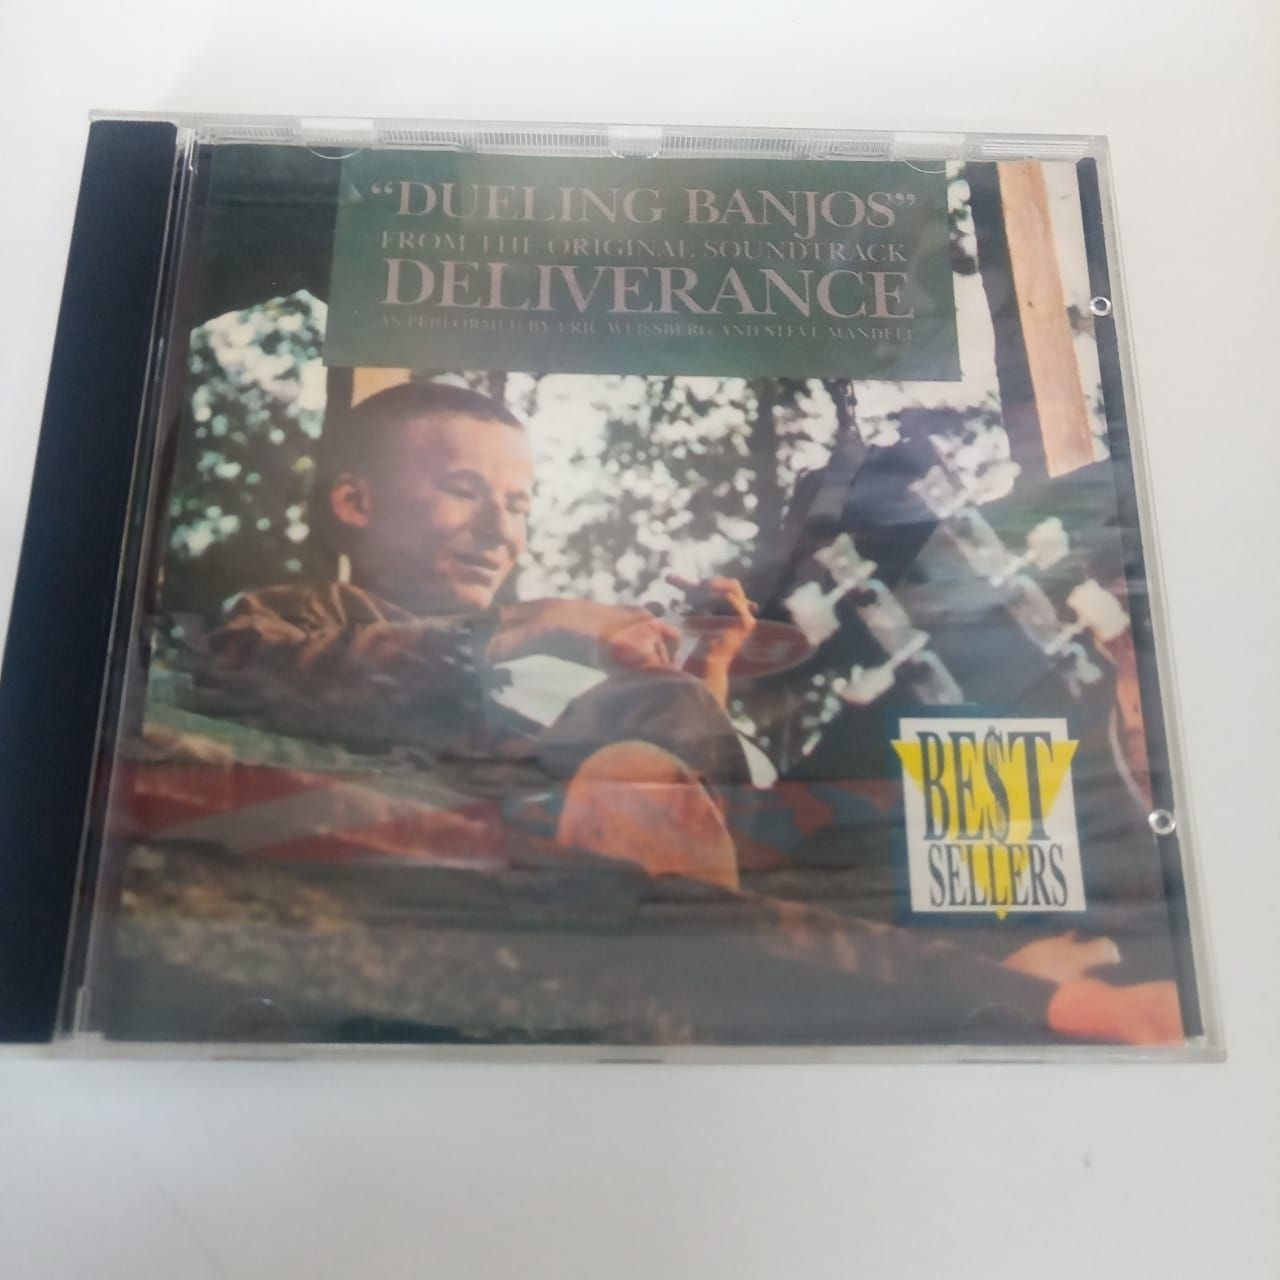 “DUELING BANJOS”
FROM THE ORIGINAL SOUNDTRACK
DELIVERANCE
AS PERFORMED BY ERIC WEISSBERG AND STEVE MANDELL
BE$T
SELLERS